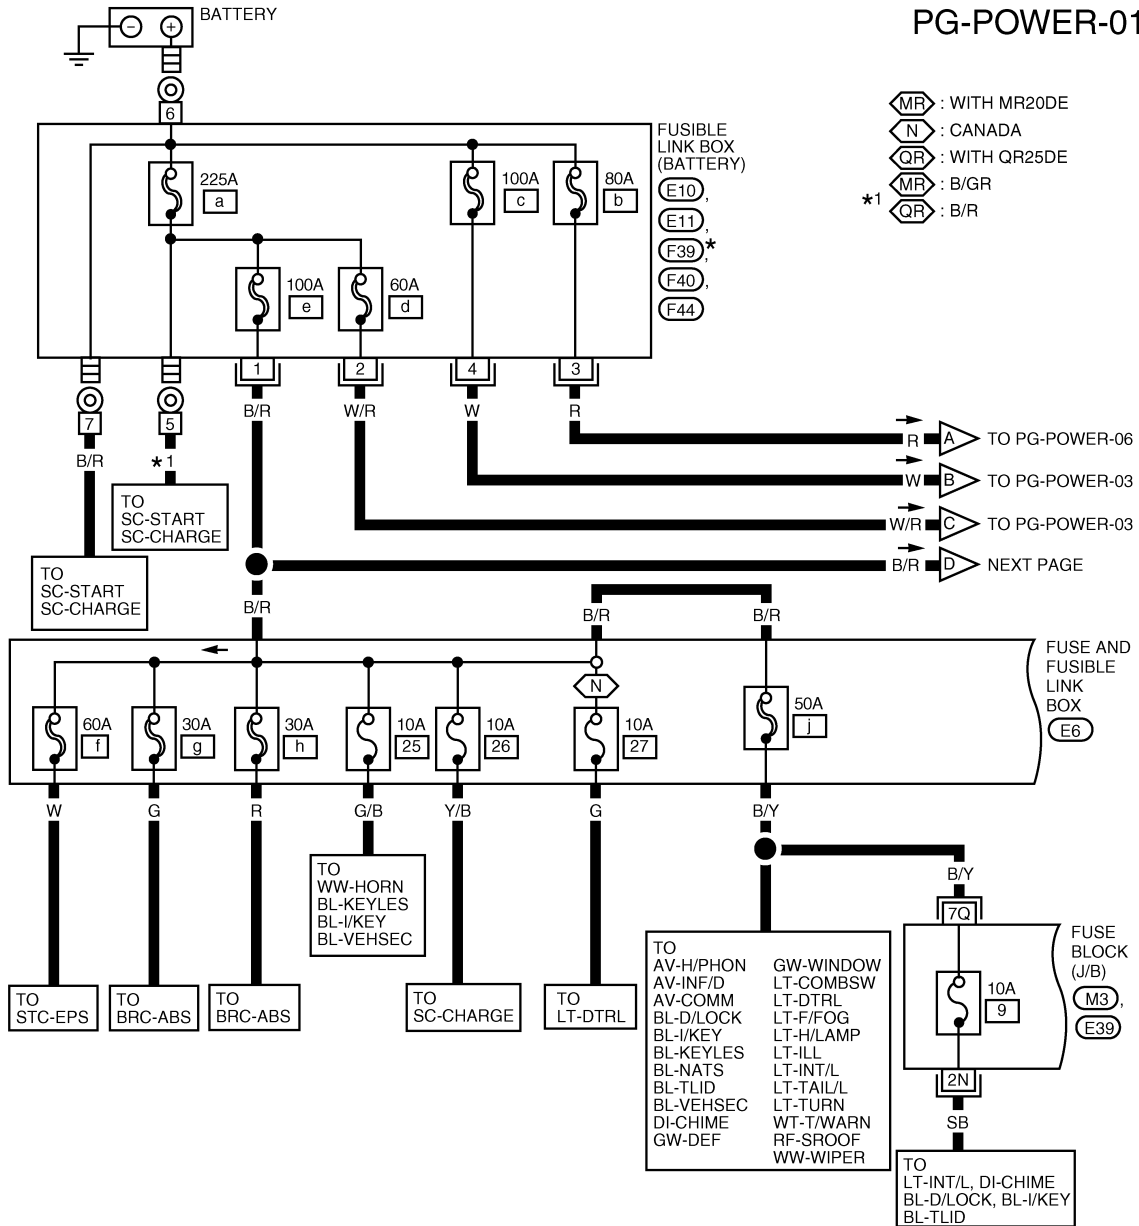 PG-POWER-01
BATTERY
−
+
6
MR : WITH MR20DE
N : CANADA
QR : WITH QR25DE
*1 MR : B/GR
QR : B/R
FUSIBLE
LINK BOX
(BATTERY)
E10 ,
E11 ,
F39 ,*
F40 ,
F44
225A
a
100A
c
80A
b
100A
e
60A
d
7
5
1
2
4
3
B/R
*1
B/R
W/R
W
R
R A TO PG-POWER-06
W B TO PG-POWER-03
W/R C TO PG-POWER-03
B/R D NEXT PAGE
TO
SC-START
SC-CHARGE
TO
SC-START
SC-CHARGE
B/R
B/R
B/R
FUSE AND
FUSIBLE
LINK
BOX
E6
N
60A
f
30A
g
30A
h
10A
25
10A
26
10A
27
50A
j
W
G
R
G/B
Y/B
G
B/Y
TO
WW-HORN
BL-KEYLES
BL-I/KEY
BL-VEHSEC
B/Y
7Q
TO
STC-EPS
TO
BRC-ABS
TO
BRC-ABS
TO
SC-CHARGE
TO
LT-DTRL
TO
AV-H/PHON GW-WINDOW
AV-INF/D LT-COMBSW
AV-COMM LT-DTRL
BL-D/LOCK LT-F/FOG
BL-I/KEY LT-H/LAMP
BL-KEYLES LT-ILL
BL-NATS LT-INT/L
BL-TLID LT-TAIL/L
BL-VEHSEC LT-TURN
DI-CHIME WT-T/WARN
GW-DEF RF-SROOF
WW-WIPER
FUSE
BLOCK
(J/B)
M3 ,
E39
10A
9
2N
SB
TO
LT-INT/L, DI-CHIME
BL-D/LOCK, BL-I/KEY
BL-TLID